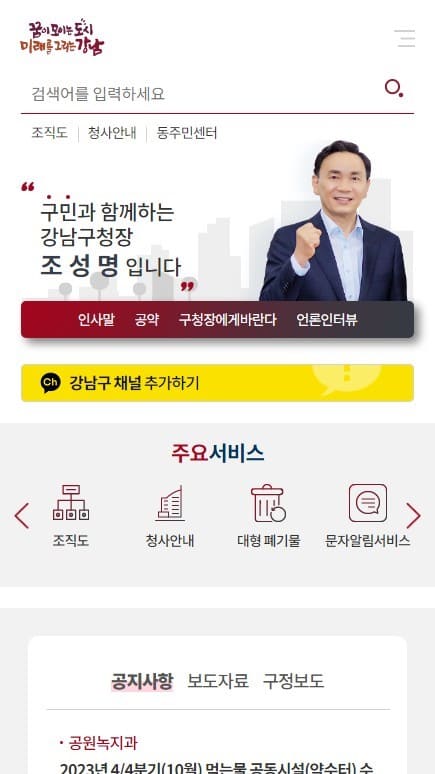 꿈이 모이는 도시
미래를 그리는 강남
검색어를 입력하세요
조직도 청사안내 동주민센터
“
구민과 함께하는
강남구청장
조성명 입니다
”
인사말 공약 구청장에게바란다 언론인터뷰
Ch 강남구 채널 추가하기
주요서비스
조직도 청사안내 대형 폐기물 문자알림서비스
공지사항 보도자료 구정보도
· 공원녹지과
2023년 4/4분기(10월) 먹는물 공동시설(약수터) 수